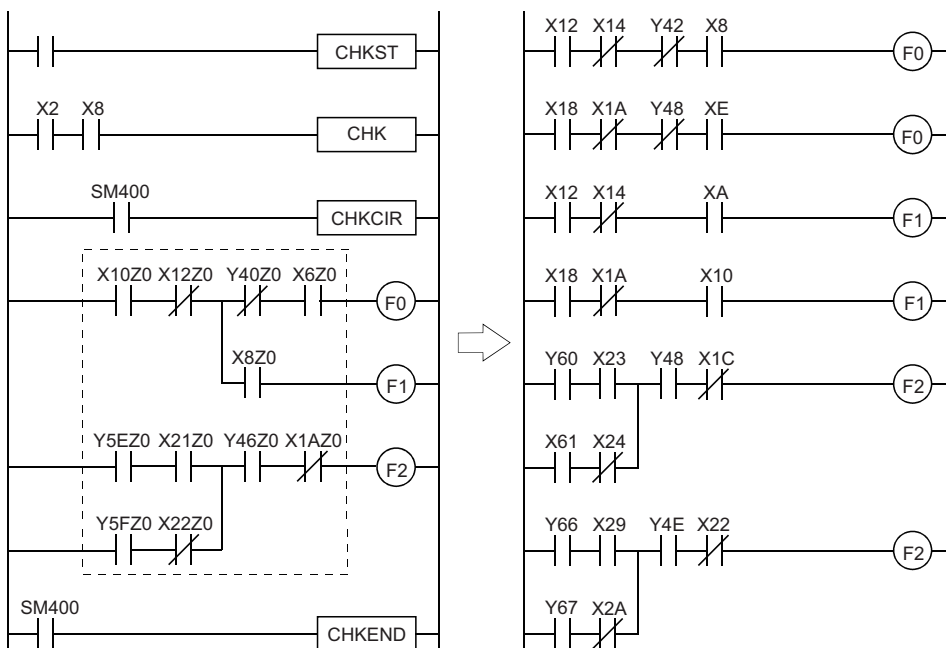 CHKST
X2 X8
CHK
SM400
CHKCIR
X10Z0 X12Z0 Y40Z0 X6Z0
F0
X8Z0
F1
Y5EZ0 X21Z0 Y46Z0 X1AZ0
F2
Y5FZ0 X22Z0
SM400
CHKEND
X12 X14 Y42 X8
F0
X18 X1A Y48 XE
F0
X12 X14 XA
F1
X18 X1A X10
F1
Y60 X23 Y48 X1C
F2
X61 X24
Y66 X29 Y4E X22
F2
Y67 X2A